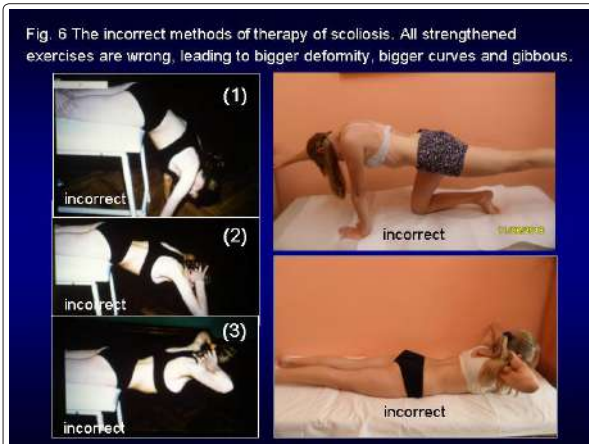 Fig. 6 The incorrect methods of therapy of scoliosis. All strengthened
exercises are wrong, leading to bigger deformity, bigger curves and gibbous.
(1)
incorrect
(2)
incorrect
(3)
incorrect
incorrect
incorrect